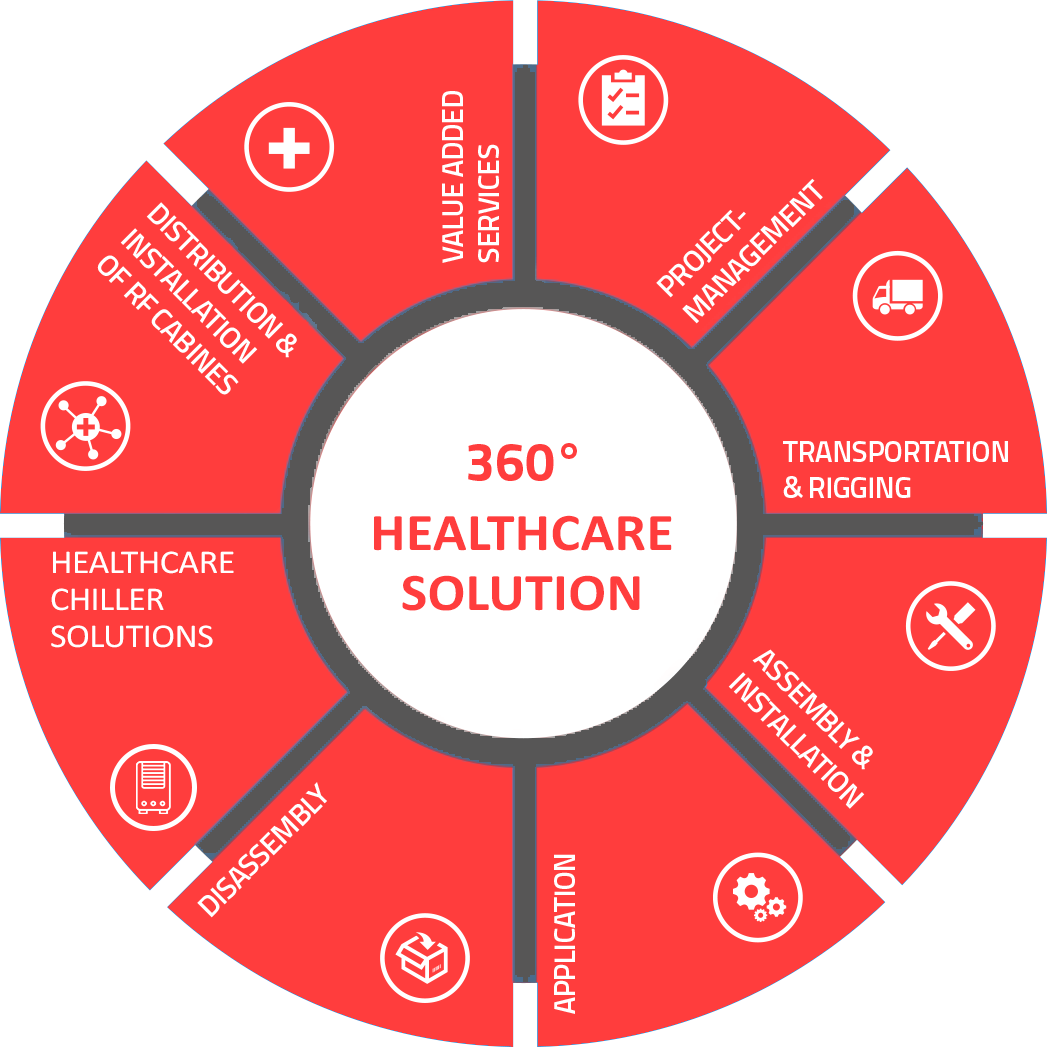 360°
HEALTHCARE
SOLUTION
PROJECT-
MANAGEMENT
TRANSPORTATION
& RIGGING
ASSEMBLY &
INSTALLATION
APPLICATION
DISASSEMBLY
HEALTHCARE
CHILLER
SOLUTIONS
DISTRIBUTION &
INSTALLATION
OF RF CABINES
VALUE ADDED
SERVICES